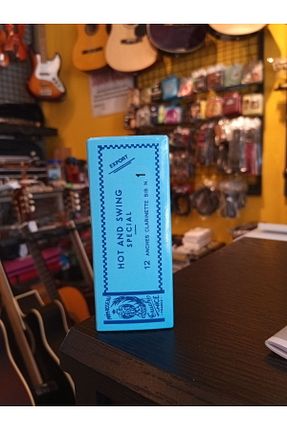 EXPORT
HOT AND SWING
SPECIAL
12 ANCHES CLARINETTE SIB N. 1